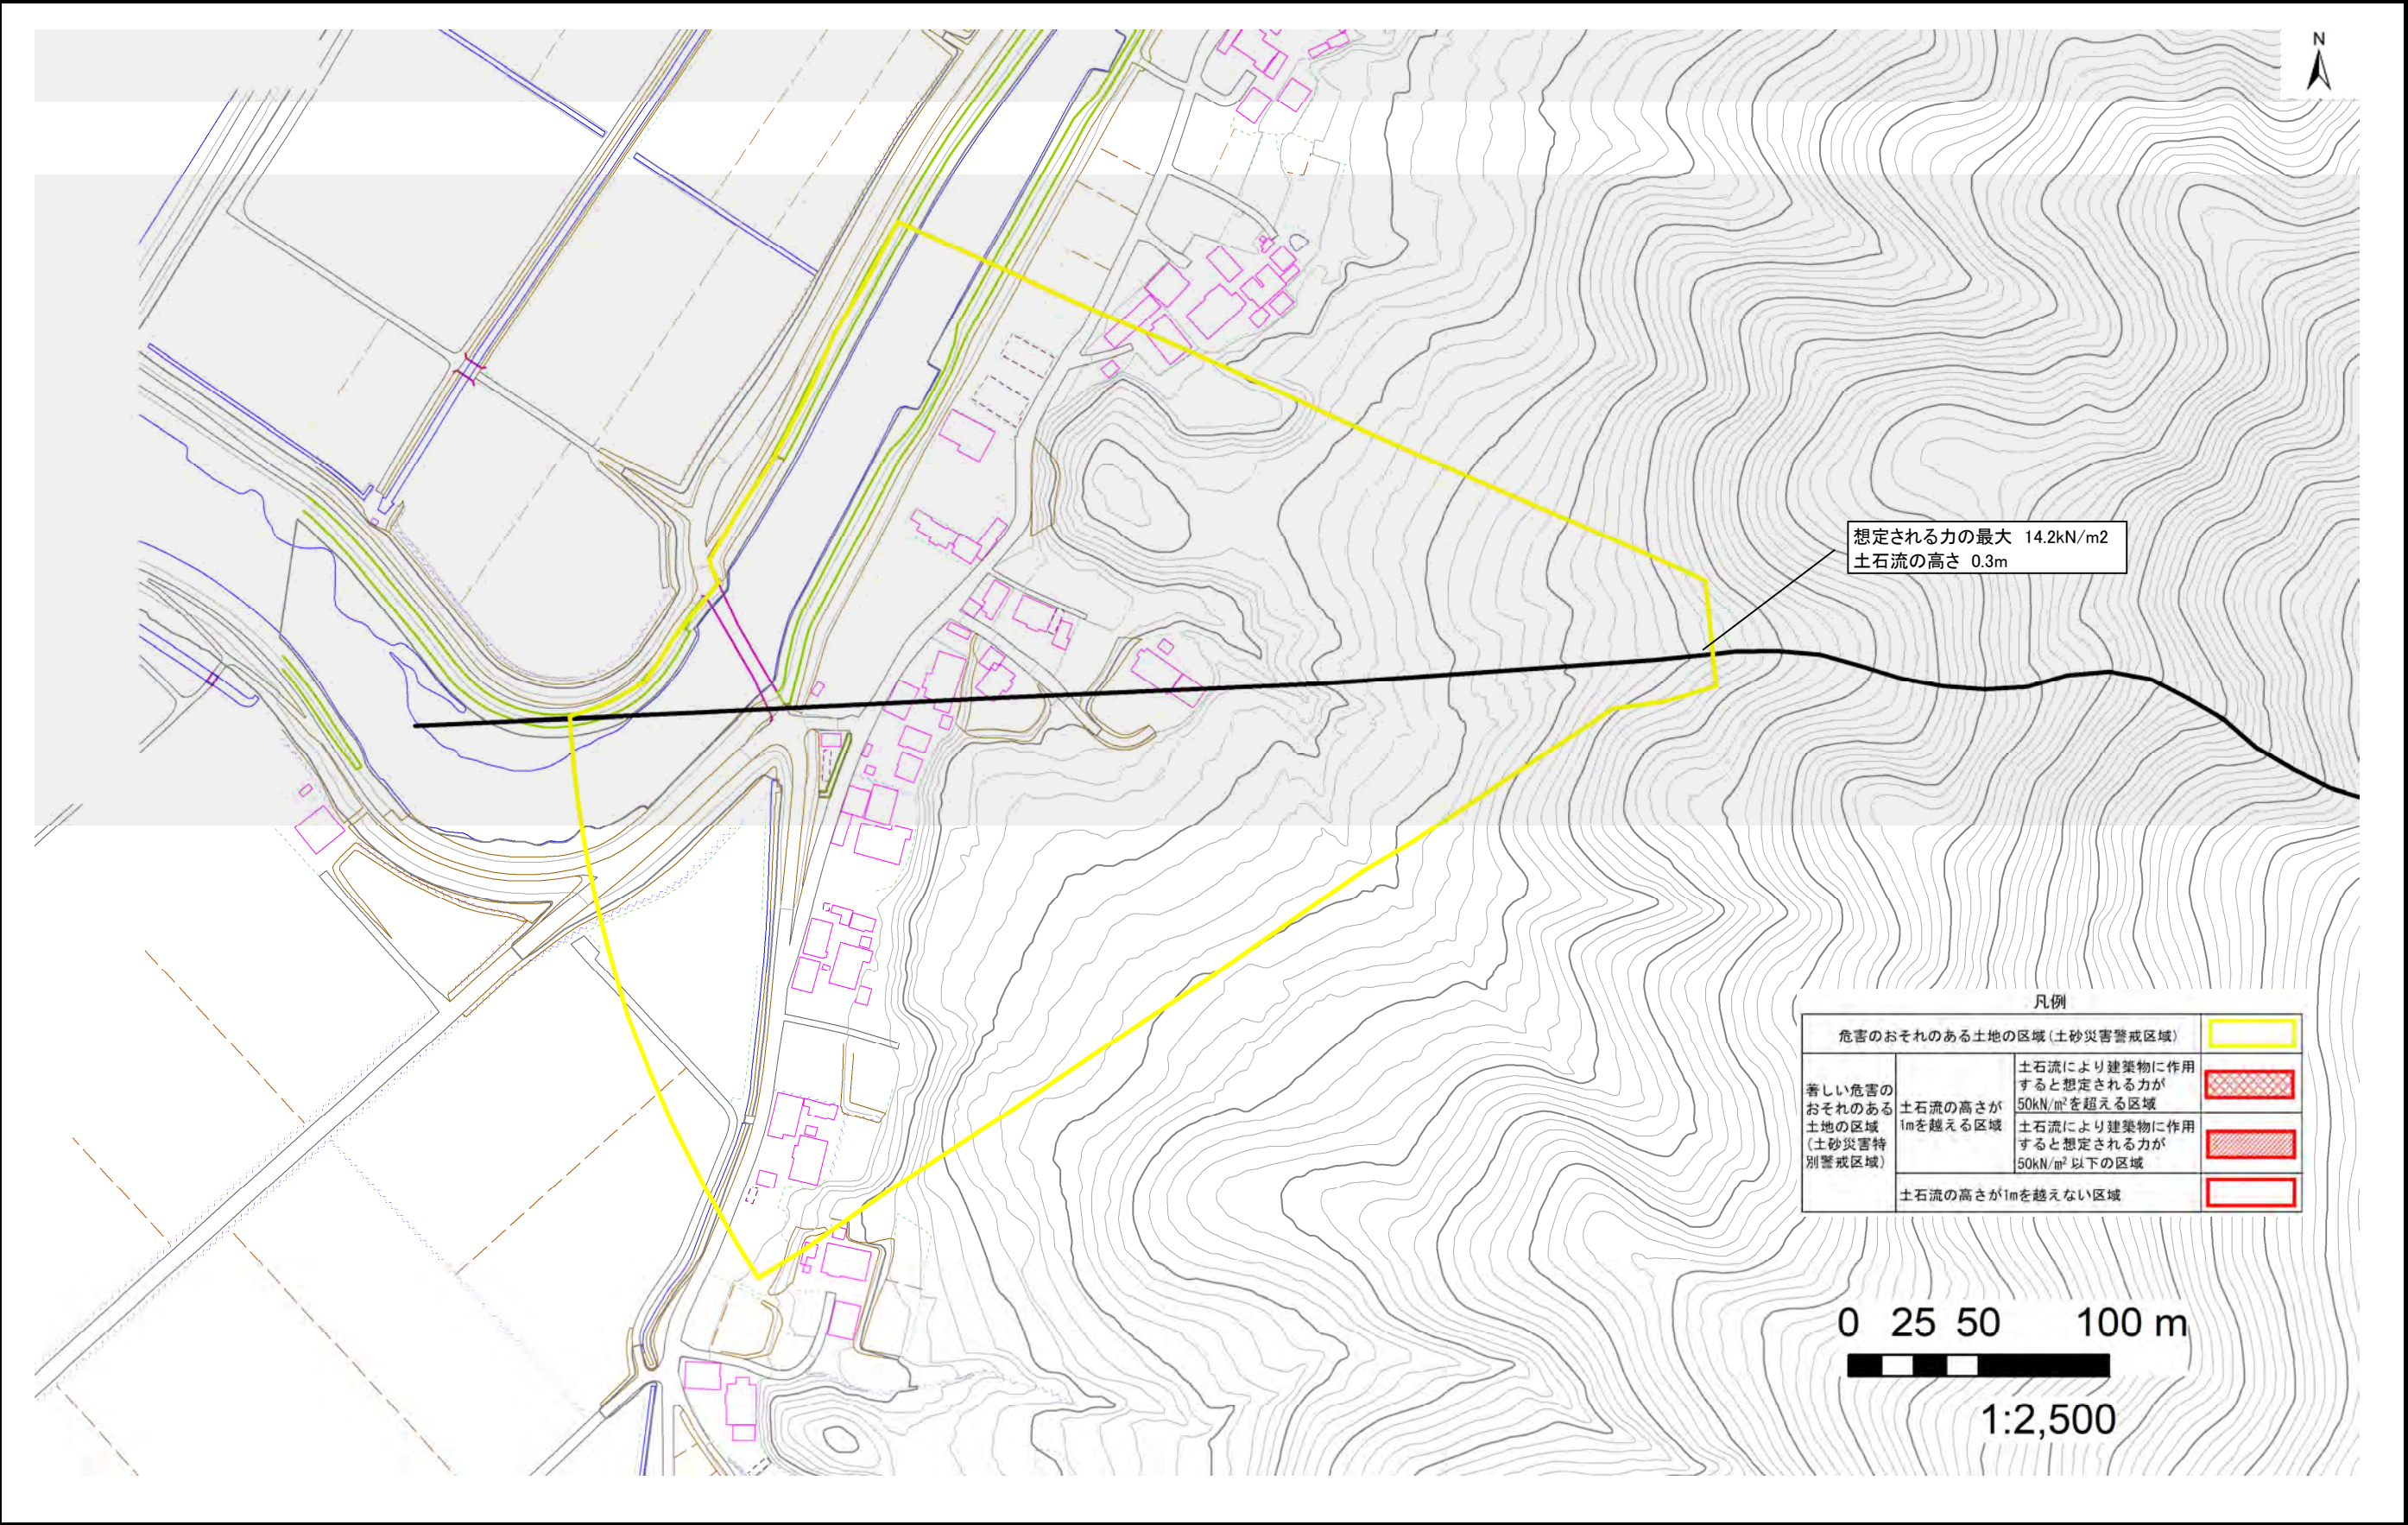 N
想定される力の最大 14.2kN/m2
土石流の高さ 0.3m
凡例
危害のおそれのある土地の区域(土砂災害警戒区域)
著しい危害の
おそれのある
土地の区域
(土砂災害特
別警戒区域)
土石流の高さが
1mを越える区域
土石流により建築物に作用
すると想定される力が
50kN/㎡を超える区域
土石流により建築物に作用
すると想定される力が
50kN/㎡以下の区域
土石流の高さが1mを越えない区域
0 25 50 100 m
1:2,500